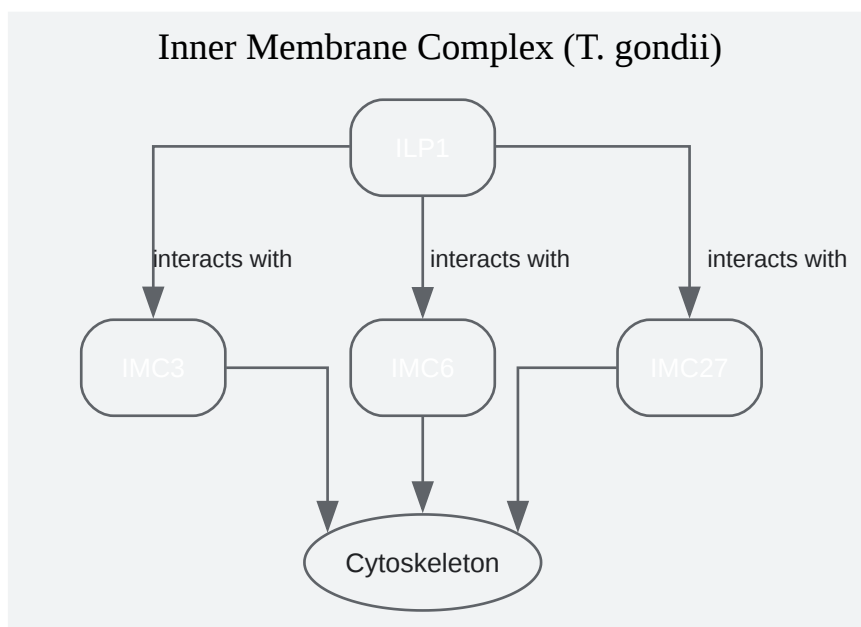 Inner Membrane Complex (T. gondii)
ILP1
interacts with
interacts with
interacts with
IMC3
IMC6
IMC27
Cytoskeleton